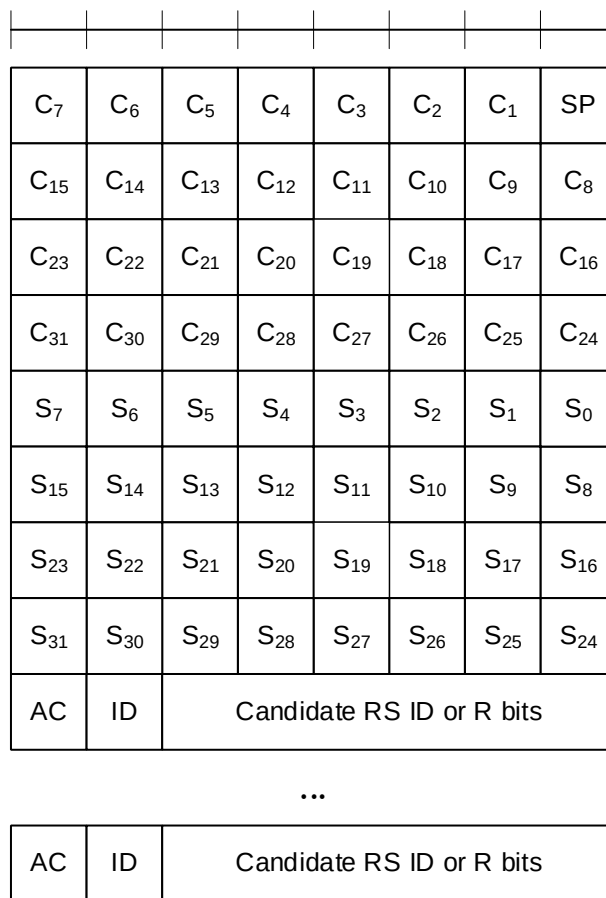 C₇ C₆ C₅ C₄ C₃ C₂ C₁ SP
C₁₅ C₁₄ C₁₃ C₁₂ C₁₁ C₁₀ C₉ C₈
C₂₃ C₂₂ C₂₁ C₂₀ C₁₉ C₁₈ C₁₇ C₁₆
C₃₁ C₃₀ C₂₉ C₂₈ C₂₇ C₂₆ C₂₅ C₂₄
S₇ S₆ S₅ S₄ S₃ S₂ S₁ S₀
S₁₅ S₁₄ S₁₃ S₁₂ S₁₁ S₁₀ S₉ S₈
S₂₃ S₂₂ S₂₁ S₂₀ S₁₉ S₁₈ S₁₇ S₁₆
S₃₁ S₃₀ S₂₉ S₂₈ S₂₇ S₂₆ S₂₅ S₂₄
AC ID Candidate RS ID or R bits
...
AC ID Candidate RS ID or R bits